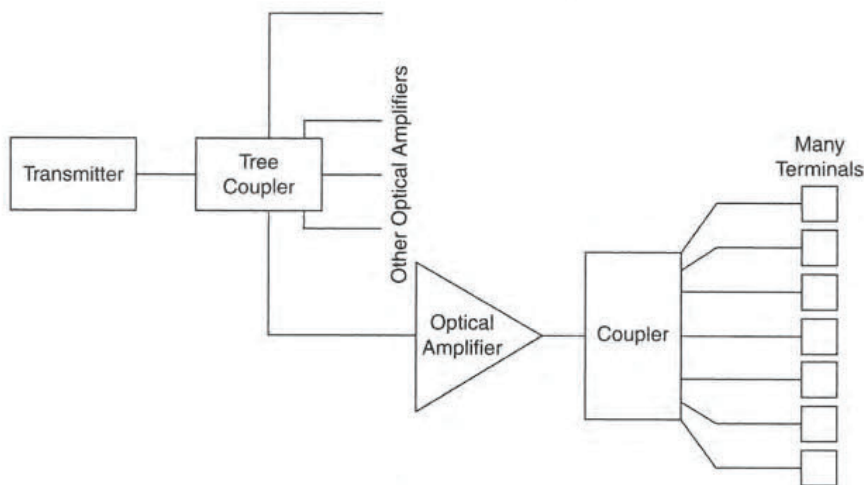 Transmitter
Tree
Coupler
Other Optical Amplifiers
Optical
Amplifier
Coupler
Many
Terminals